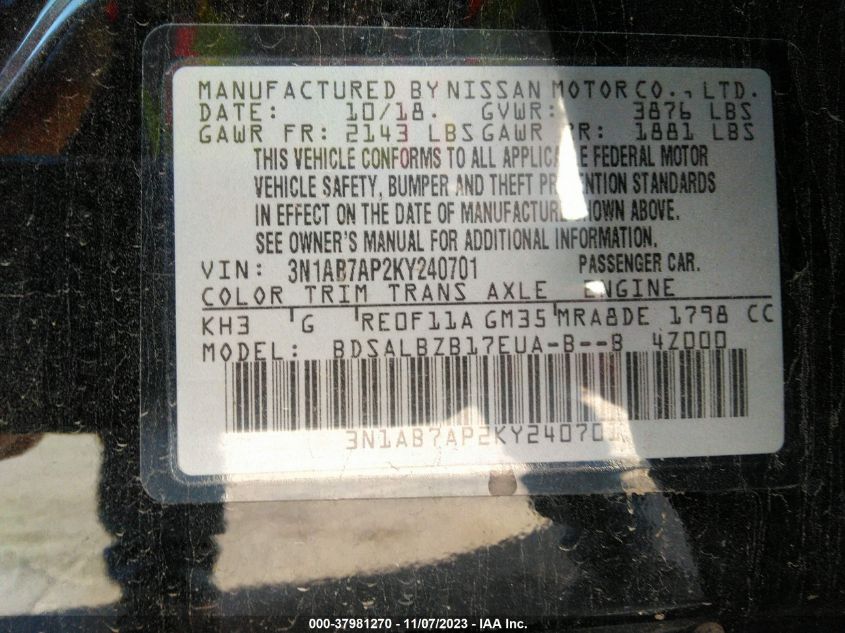 MANUFACTURED BY NISSAN MOTOR CO., LTD.
DATE: 10/18. GVWR: 3876 LBS
GAWR FR: 2143 LBS GAWR RR: 1881 LBS
THIS VEHICLE CONFORMS TO ALL APPLICABLE FEDERAL MOTOR
VEHICLE SAFETY, BUMPER AND THEFT PREVENTION STANDARDS
IN EFFECT ON THE DATE OF MANUFACTURE SHOWN ABOVE.
SEE OWNER'S MANUAL FOR ADDITIONAL INFORMATION.
VIN: 3N1AB7AP2KY240701 PASSENGER CAR.
COLOR TRIM TRANS AXLE ENGINE
KH3 G RE0F11A GM35 MRA8DE 1798 CC
MODEL: BDSALBZB17EUA-B--B 4Z000
3N1AB7AP2KY240701
000-37981270 — 11/07/2023 — IAA Inc.